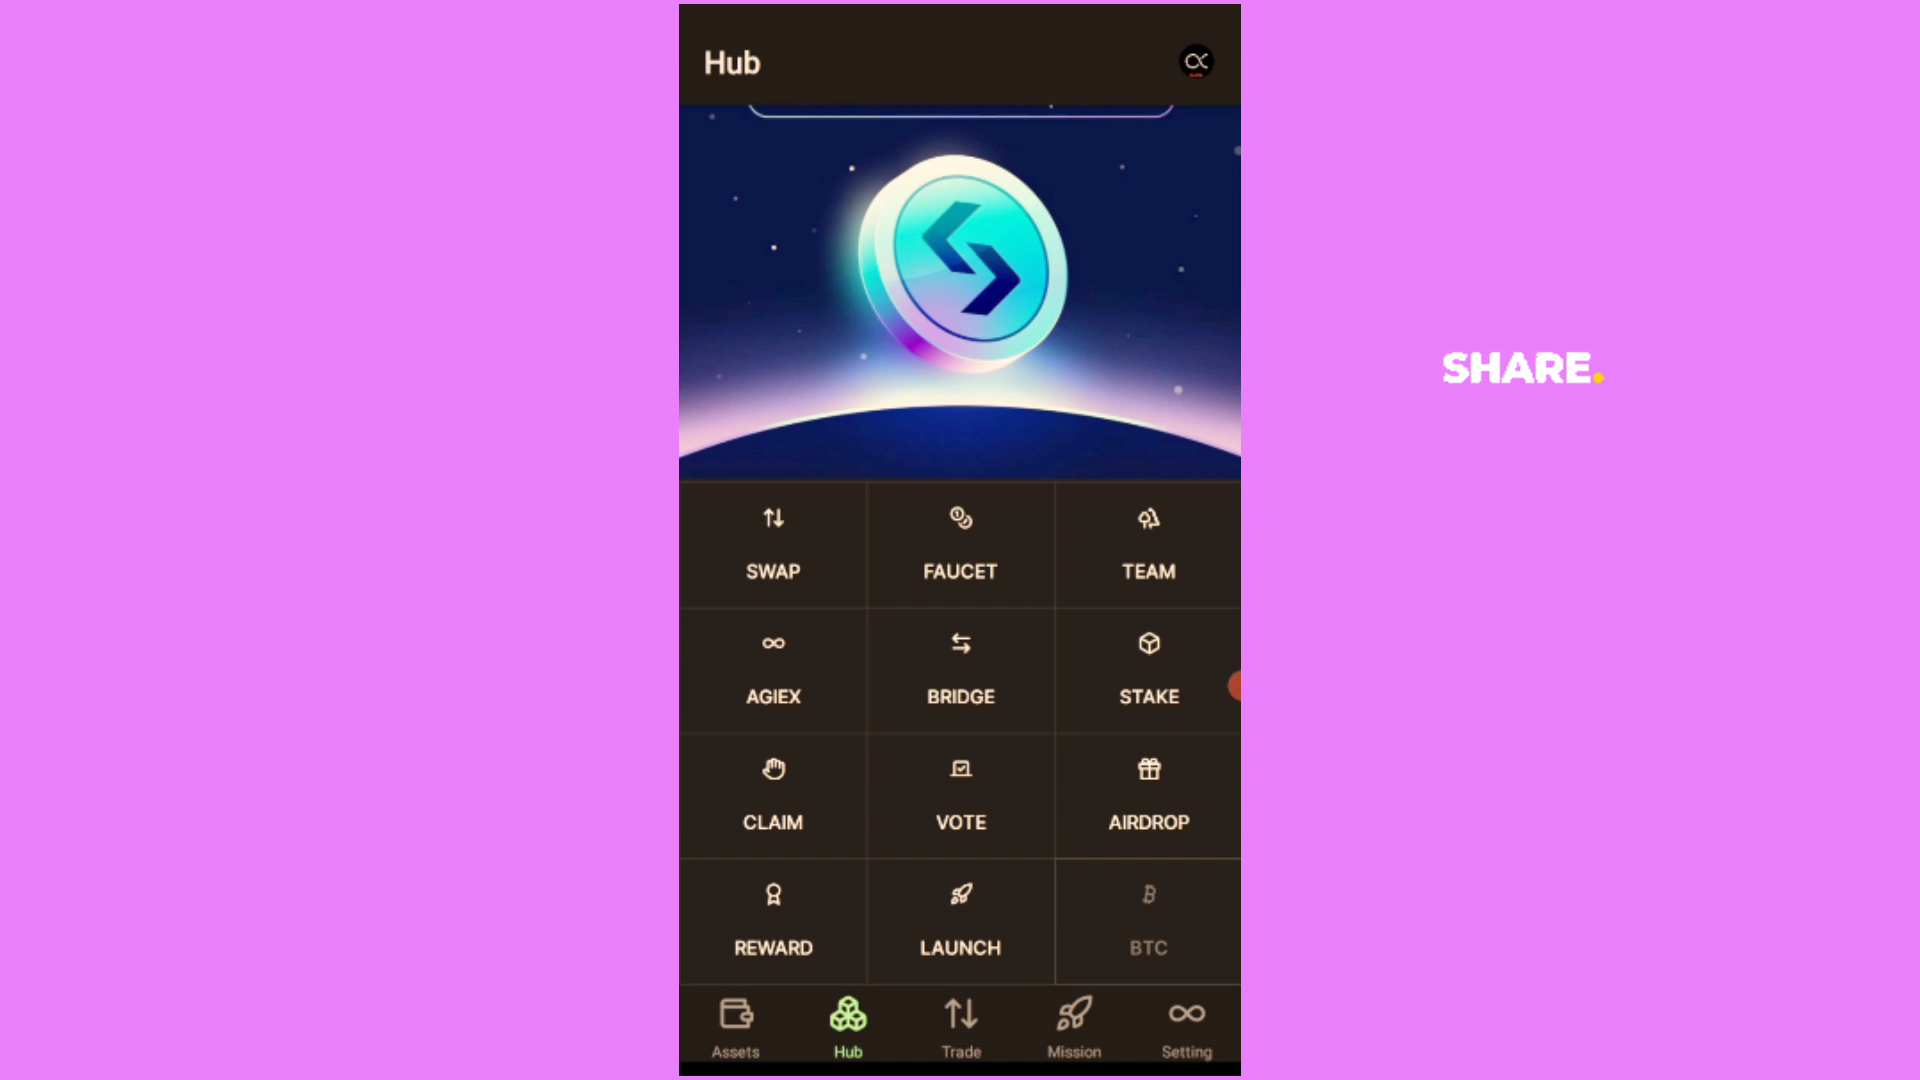 Hub
SHARE.
SWAP
FAUCET
TEAM
AGIEX
BRIDGE
STAKE
CLAIM
VOTE
AIRDROP
REWARD
LAUNCH
BTC
Assets
Hub
Trade
Mission
Setting